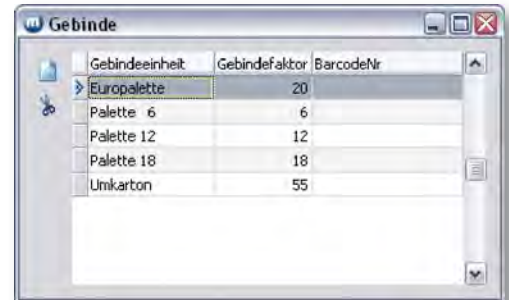 Gebinde
Gebindeeinheit Gebindefaktor BarcodeNr
Europalette 20
Palette 6 6
Palette 12 12
Palette 18 18
Umkarton 55